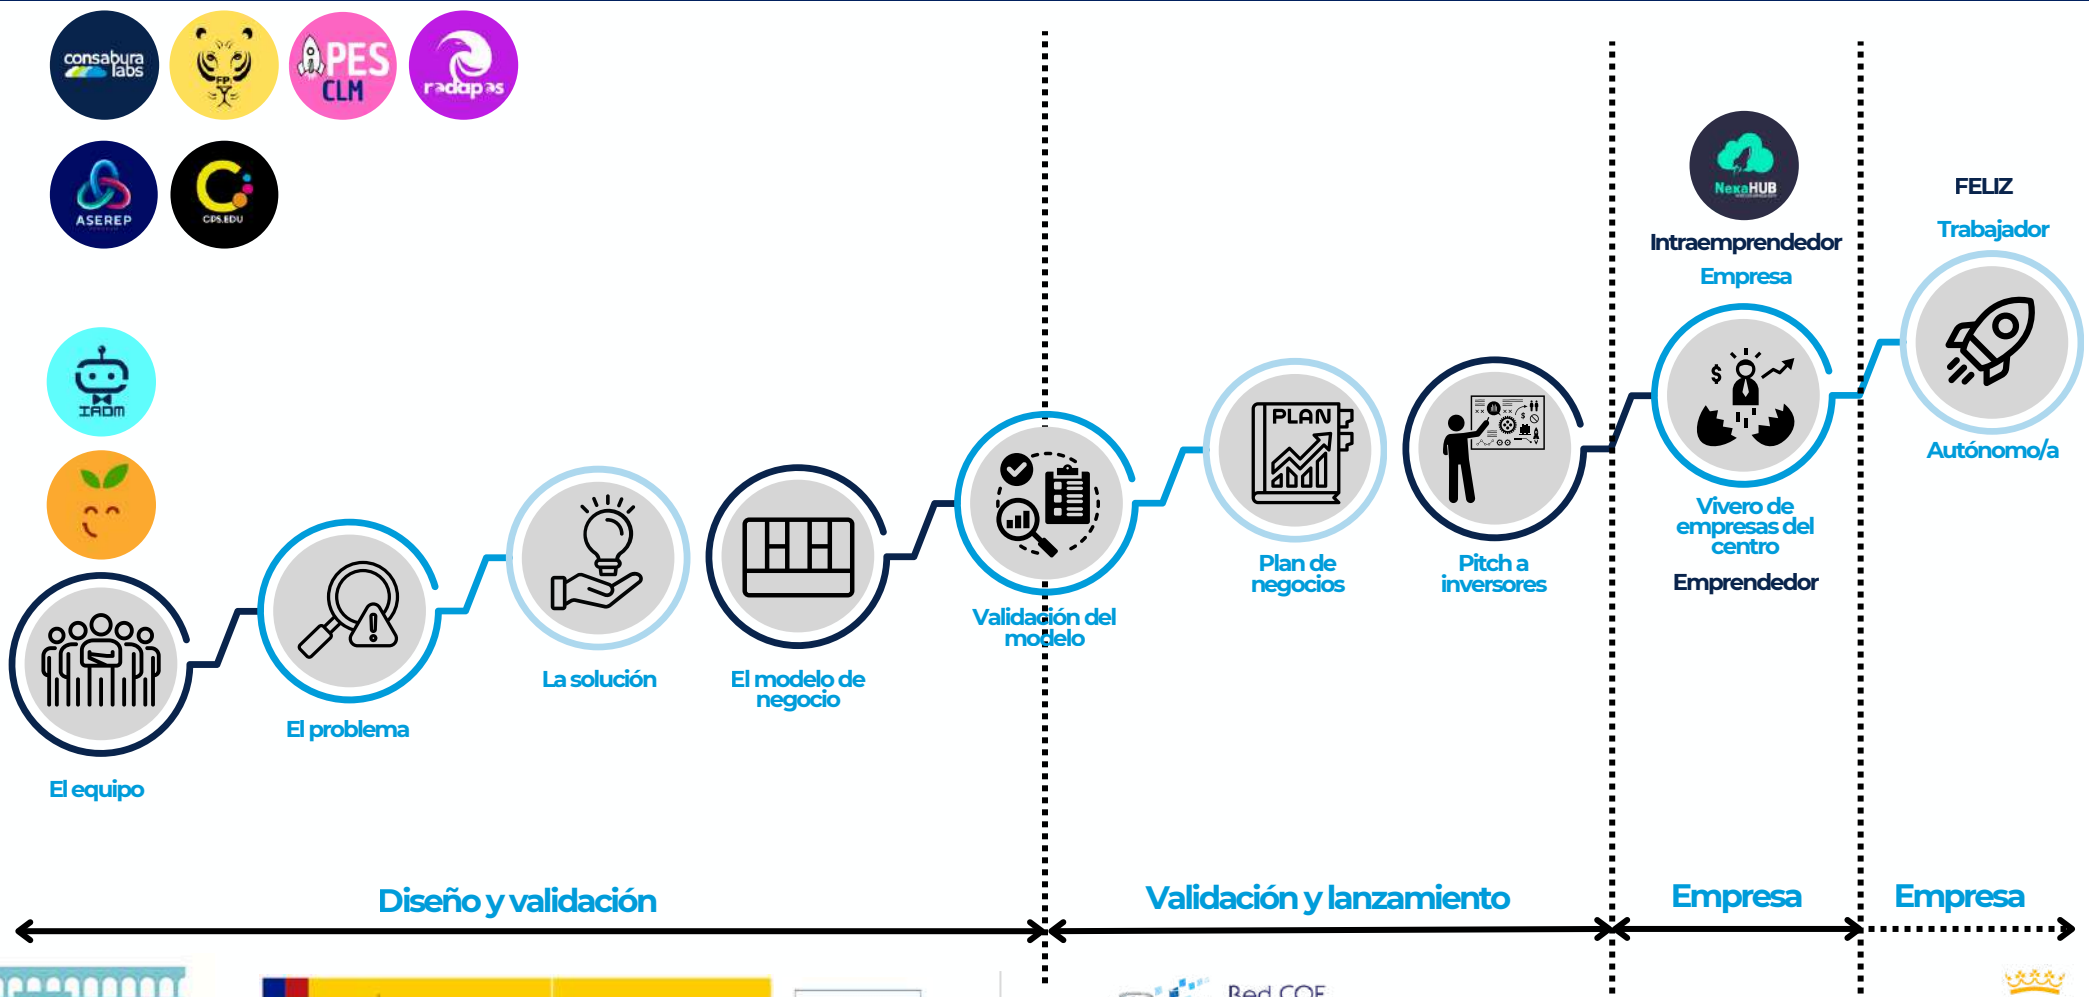 consabura
labs
FP
APES
CLM
radapas
ASEREP
CPS.EDU
NexaHUB
FELIZ
Trabajador
Intraemprendedor
Empresa
IADM
$
PLAN
$
Autónomo/a
Vivero de
empresas del
centro
Emprendedor
Plan de
negocios
Pitch a
inversores
Validación del
modelo
La solución
El modelo de
negocio
El problema
El equipo
Diseño y validación
Validación y lanzamiento
Empresa
Empresa
Red COE